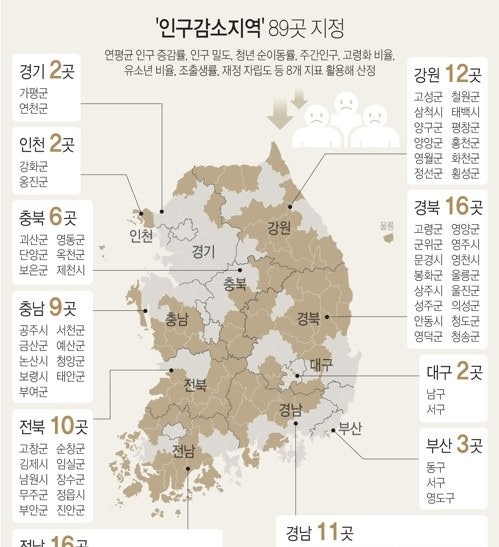 '인구감소지역' 89곳 지정
연평균 인구 증감률, 인구 밀도, 청년 순이동률, 주간인구, 고령화 비율,
유소년 비율, 조출생률, 재정 자립도 등 8개 지표 활용해 산정
경기 2곳
가평군
연천군
인천 2곳
강화군
옹진군
충북 6곳
괴산군 영동군
단양군 옥천군
보은군 제천시
충남 9곳
공주시 서천군
금산군 예산군
논산시 청양군
보령시 태안군
부여군
전북 10곳
고창군 순창군
김제시 임실군
남원시 장수군
무주군 정읍시
부안군 진안군
전남 16곳
인천
경기
강원
충북
충남
경북
대구
전북
경남
부산
전남
울릉
강원 12곳
고성군 철원군
삼척시 태백시
양구군 평창군
양양군 홍천군
영월군 화천군
정선군 횡성군
경북 16곳
고령군 영양군
군위군 영주시
문경시 영천시
봉화군 울릉군
상주시 울진군
성주군 의성군
안동시 청도군
영덕군 청송군
대구 2곳
남구
서구
부산 3곳
동구
서구
영도구
경남 11곳